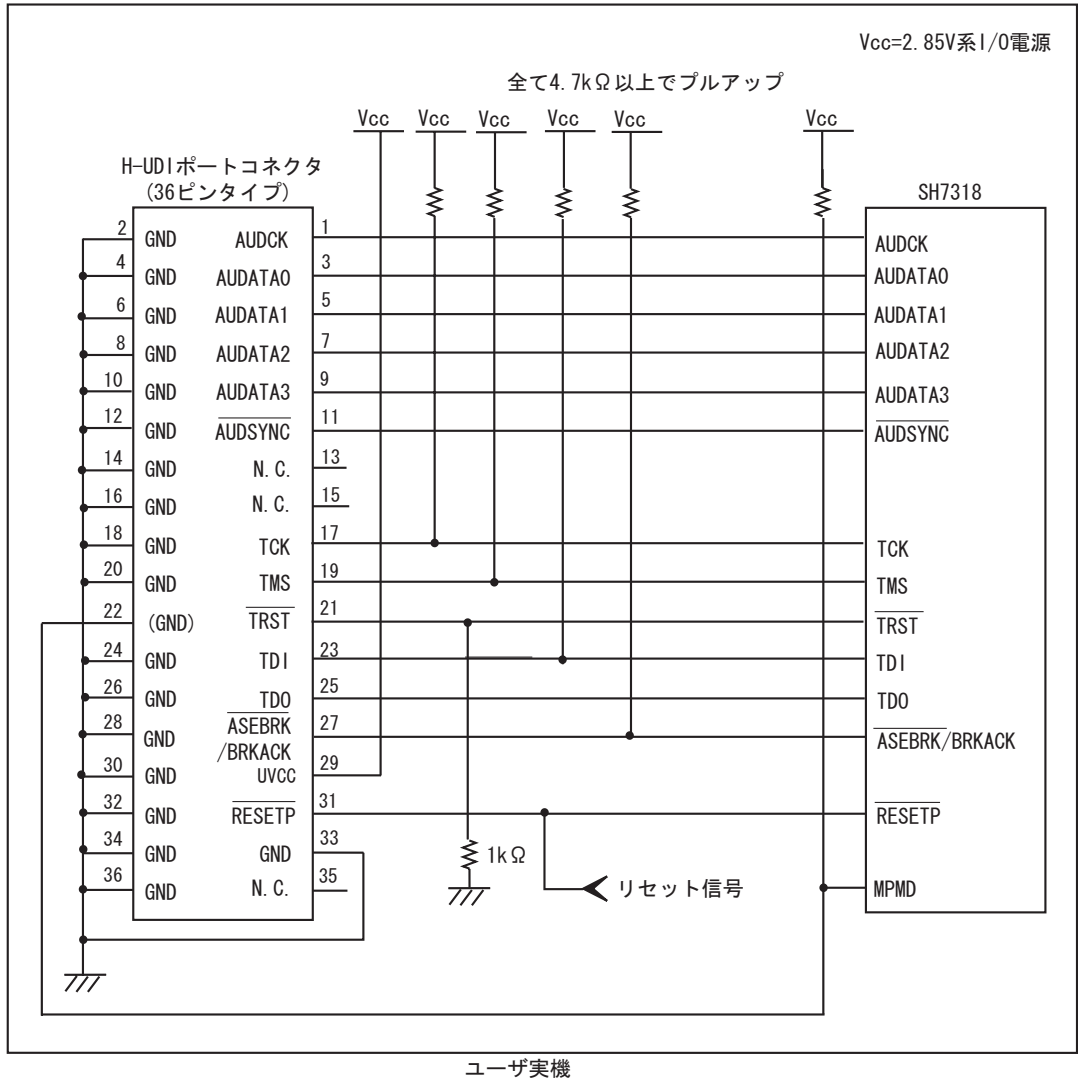 Vcc=2.85V系I/O電源
全て4.7kΩ以上でプルアップ
Vcc Vcc Vcc Vcc Vcc Vcc
H-UDIポートコネクタ
(36ピンタイプ)
SH7318
2 GND AUDCK 1 AUDCK
4 GND AUDATA0 3 AUDATA0
6 GND AUDATA1 5 AUDATA1
8 GND AUDATA2 7 AUDATA2
10 GND AUDATA3 9 AUDATA3
12 GND AUDSYNC 11 AUDSYNC
14 GND N.C. 13
16 GND N.C. 15
18 GND TCK 17 TCK
20 GND TMS 19 TMS
22 (GND) TRST 21 TRST
24 GND TDI 23 TDI
26 GND TDO 25 TDO
28 GND ASEBRK 27 ASEBRK/BRKACK
/BRKACK
30 GND UVCC 29
32 GND RESETP 31 RESETP
34 GND GND 33 1kΩ
36 GND N.C. 35 リセット信号 MPMD
ユーザ実機